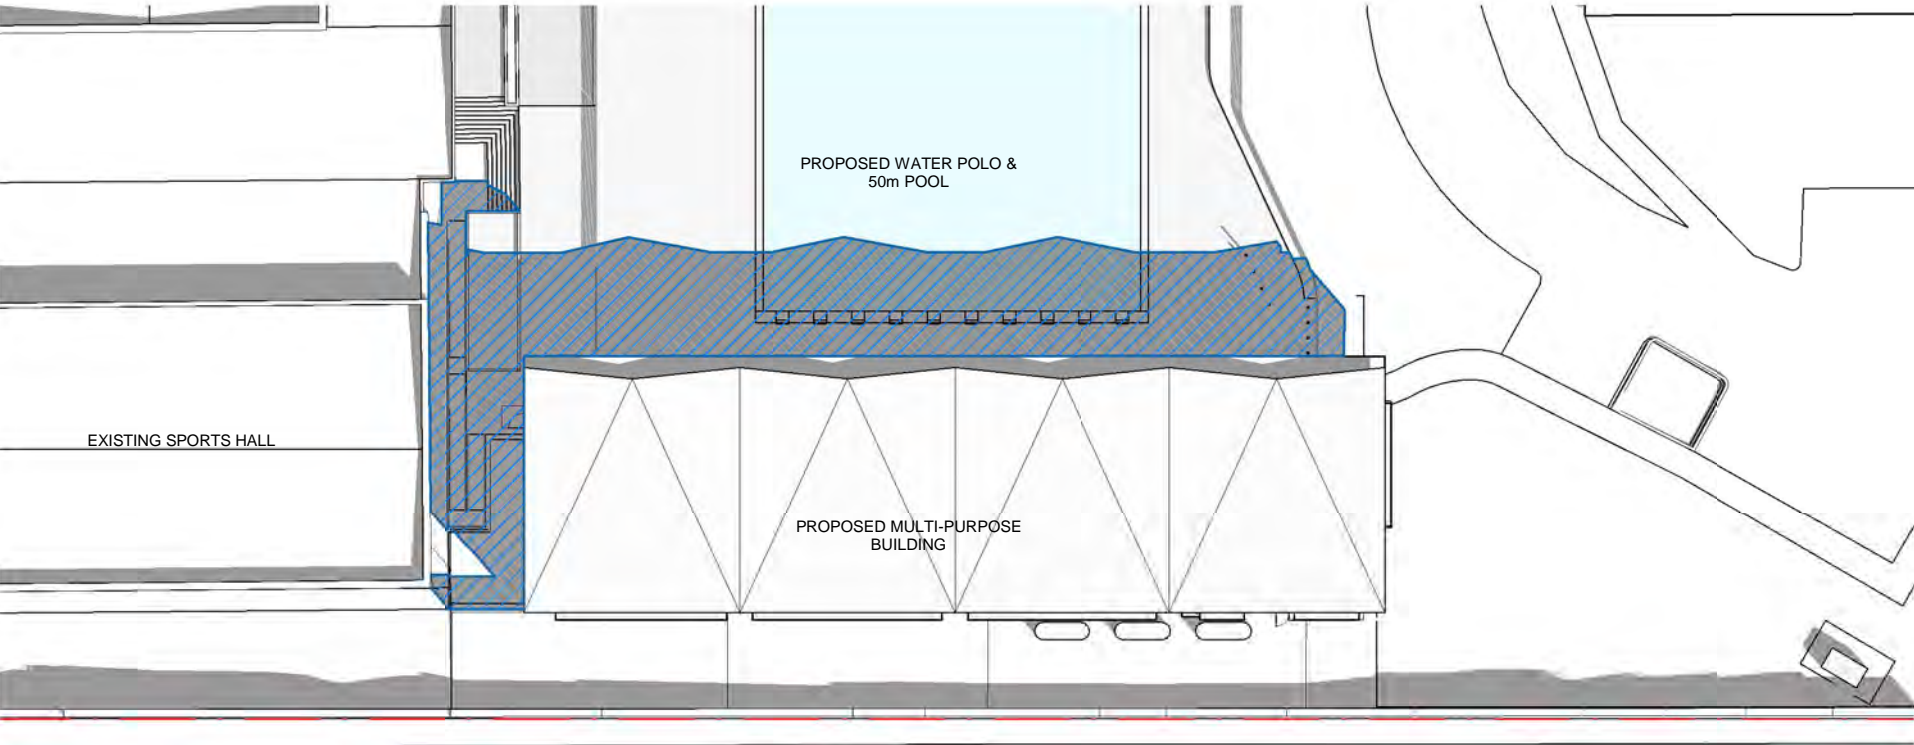 PROPOSED WATER POLO &
50m POOL
EXISTING SPORTS HALL
PROPOSED MULTI-PURPOSE
BUILDING